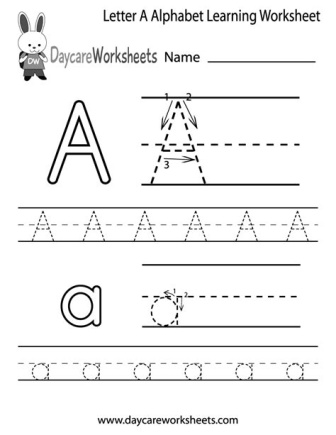 Letter A Alphabet Learning Worksheet
DW
DaycareWorksheets Name
1 2
A A
3
A A A A A A
a a
1 2
a a a a a a
www.daycareworksheets.com